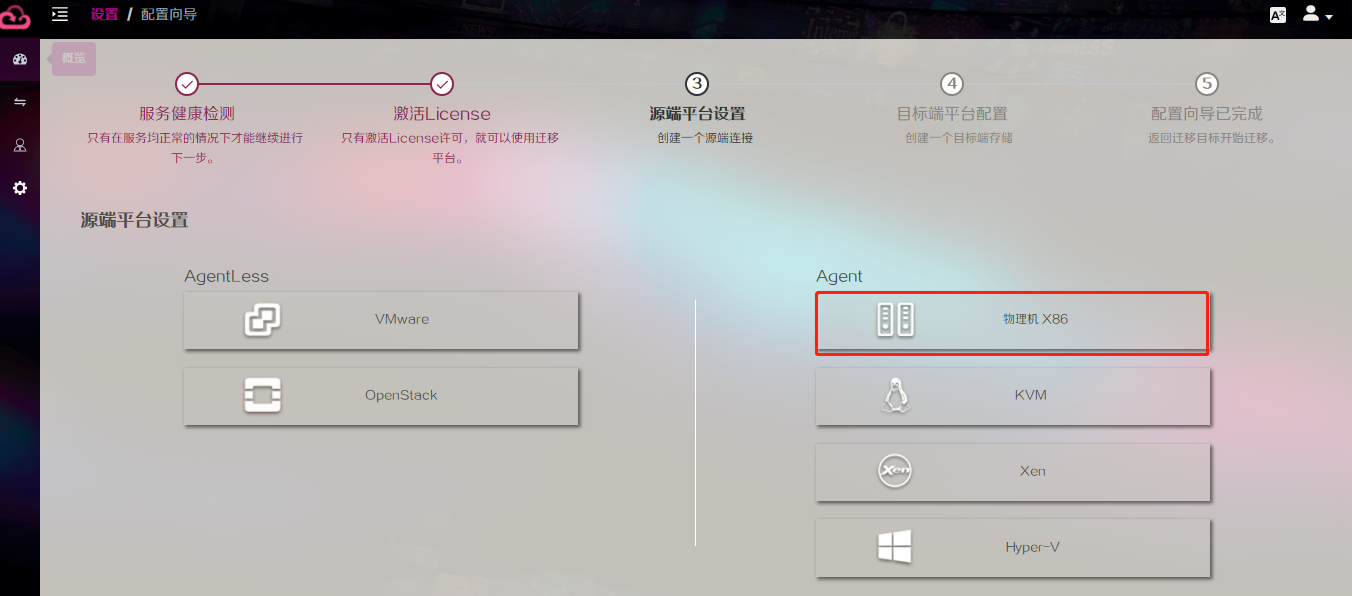 设置 / 配置向导
概览
3
4
5
服务健康检测
激活License
源端平台设置
目标端平台配置
配置向导已完成
只有在服务均正常的情况下才能继续进行
下一步。
只有激活License许可，就可以使用迁移
平台。
创建一个源端连接
创建一个目标端存储
返回迁移目标开始迁移。
源端平台设置
AgentLess
Agent
VMware
物理机 X86
OpenStack
KVM
Xen
Xen
Hyper-V